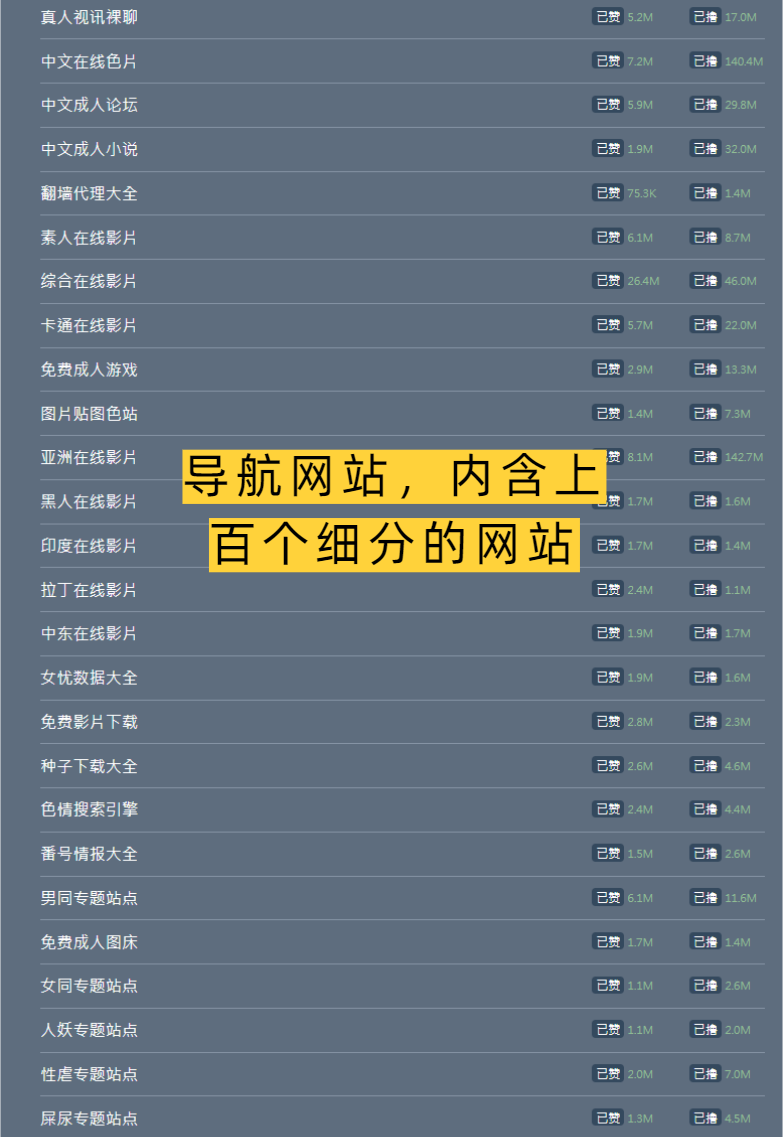 真人视讯裸聊 已赞 5.2M 已撸 17.0M
中文在线色片 已赞 7.2M 已撸 140.4M
中文成人论坛 已赞 5.9M 已撸 29.8M
中文成人小说 已赞 1.9M 已撸 32.0M
翻墙代理大全 已赞 75.3K 已撸 1.4M
素人在线影片 已赞 6.1M 已撸 8.7M
综合在线影片 已赞 26.4M 已撸 46.0M
卡通在线影片 已赞 5.7M 已撸 22.0M
免费成人游戏 已赞 2.9M 已撸 13.3M
图片贴图色站 已赞 1.4M 已撸 7.3M
亚洲在线影片 赞 8.1M 已撸 142.7M
导航网站，内含上
黑人在线影片 已赞 1.7M 已撸 1.6M
印度在线影片 已赞 1.7M 已撸 1.4M
百个细分的网站
拉丁在线影片 已赞 2.4M 已撸 1.1M
中东在线影片 已赞 1.9M 已撸 1.7M
女优数据大全 已赞 1.9M 已撸 1.6M
免费影片下载 已赞 2.8M 已撸 2.3M
种子下载大全 已赞 2.6M 已撸 4.6M
色情搜索引擎 已赞 2.4M 已撸 4.4M
番号情报大全 已赞 1.5M 已撸 2.6M
男同专题站点 已赞 6.1M 已撸 11.6M
免费成人图床 已赞 1.7M 已撸 1.4M
女同专题站点 已赞 1.1M 已撸 2.6M
人妖专题站点 已赞 1.1M 已撸 2.0M
性虐专题站点 已赞 2.0M 已撸 7.0M
屎尿专题站点 已赞 1.3M 已撸 4.5M